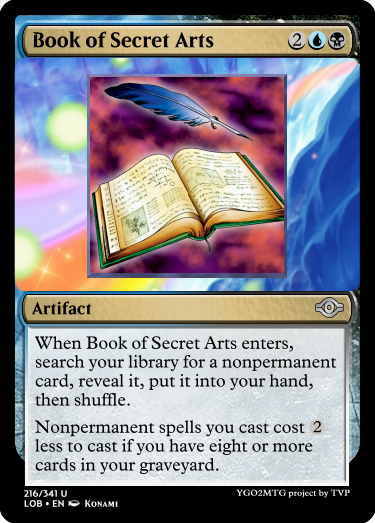 Book of Secret Arts 2
Artifact
When Book of Secret Arts enters,
search your library for a nonpermanent
card, reveal it, put it into your hand,
then shuffle.
Nonpermanent spells you cast cost 2
less to cast if you have eight or more
cards in your graveyard.
216/341 U
YGO2MTG project by TVP
LOB • EN Konami